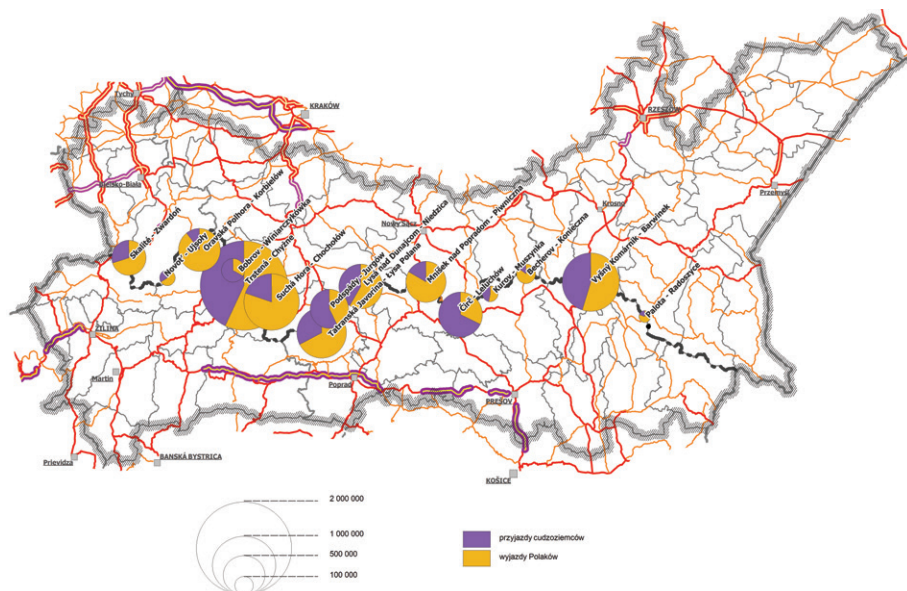 Tychy
KRAKÓW
RZESZÓW
Bielsko-Biała
Przemyśl
Krosno
Nowy Sącz
Skalité - Zwardoń
Novoť - Ujsoły
Oravská Polhora - Korbielów
Bobrov - Winiarczykówka
Trstená - Chyżne
Suchá Hora - Chochołów
Podspády - Jurgów
Lysá nad Dunajcom - Niedzica
Tatranská Javorina - Łysa Polana
Mníšek nad Popradom - Piwniczna
Čirč - Leluchów
Kurov - Muszynka
Becherov - Konieczna
Vyšný Komárnik - Barwinek
Palota - Radoszyce
ŽILINA
Martin
Poprad
PREŠOV
Prievidza
BANSKÁ BYSTRICA
KOŠICE
2 000 000
1 000 000
500 000
100 000
przyjazdy cudzoziemców
wyjazdy Polaków